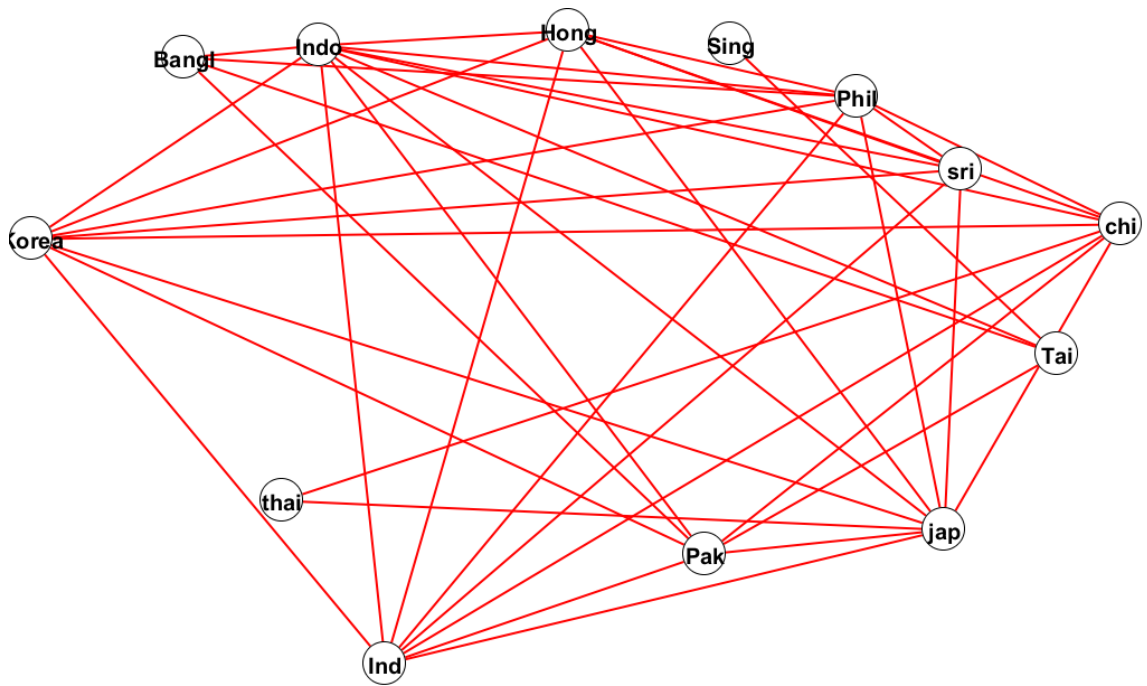 Hong
Indo
Sing
Bangl
Phil
sri
chi
Korea
Tai
thai
jap
Pak
Ind